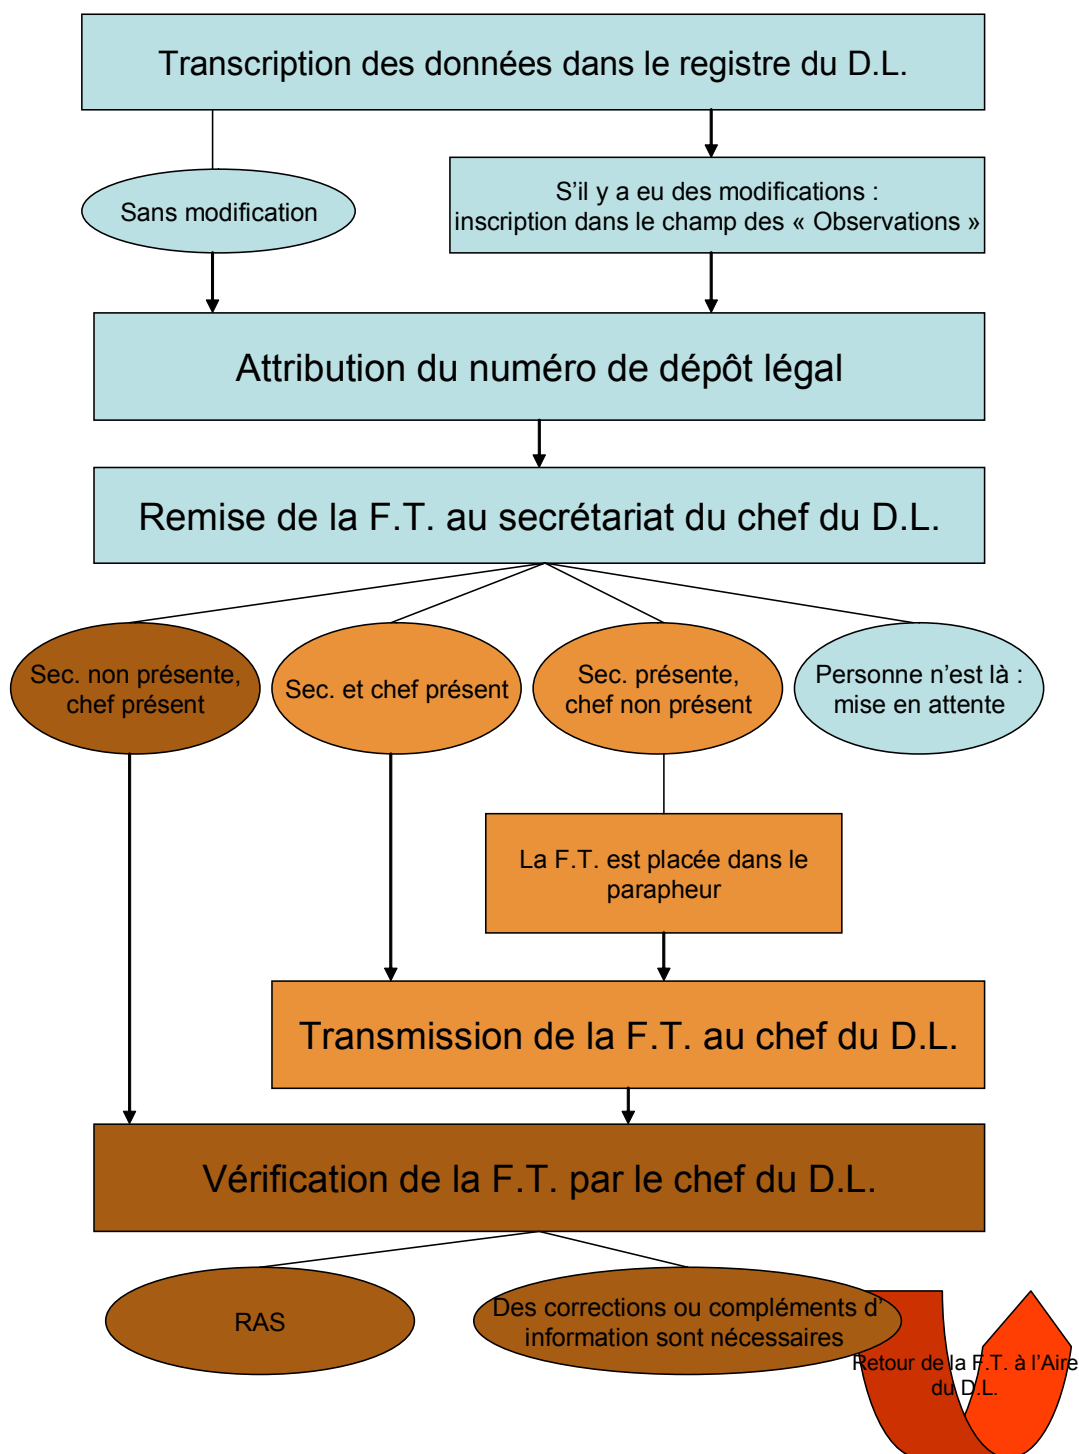 Transcription des données dans le registre du D.L.
Sans modification
S’il y a eu des modifications :
inscription dans le champ des « Observations »
Attribution du numéro de dépôt légal
Remise de la F.T. au secrétariat du chef du D.L.
Sec. non présente,
chef présent
Sec. et chef présent
Sec. présente,
chef non présent
Personne n’est là :
mise en attente
La F.T. est placée dans le
parapheur
Transmission de la F.T. au chef du D.L.
Vérification de la F.T. par le chef du D.L.
RAS
Des corrections ou compléments d’
information sont nécessaires
Retour de la F.T. à l’Aire
du D.L.